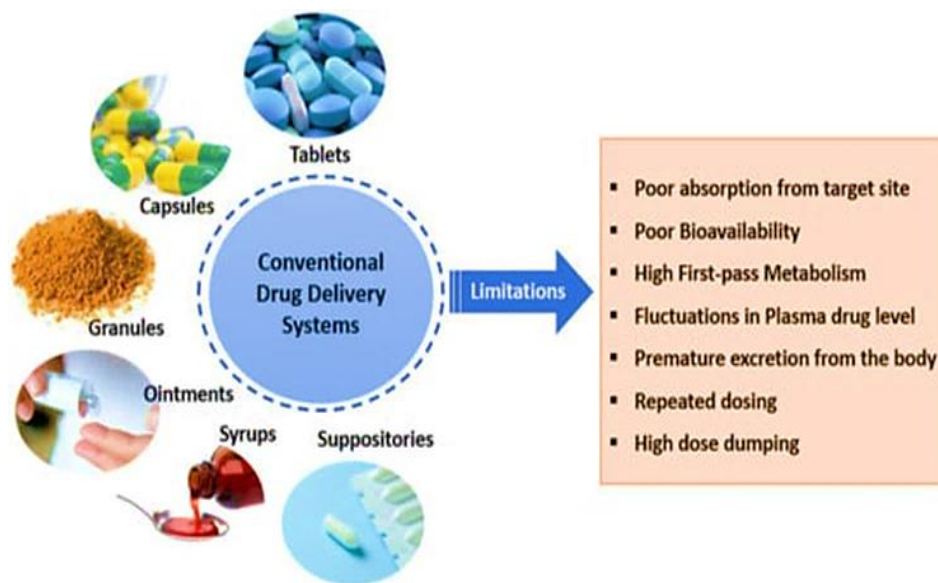 Tablets
Capsules
Granules
Ointments
Syrups
Suppositories
Conventional
Drug Delivery
Systems
Limitations
▪ Poor absorption from target site
▪ Poor Bioavailability
▪ High First-pass Metabolism
▪ Fluctuations in Plasma drug level
▪ Premature excretion from the body
▪ Repeated dosing
▪ High dose dumping